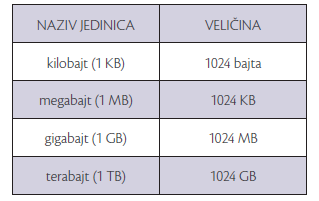 NAZIV JEDINICA VELIČINA
kilobajt (1 KB) 1024 bajta
megabajt (1 MB) 1024 KB
gigabajt (1 GB) 1024 MB
terabajt (1 TB) 1024 GB